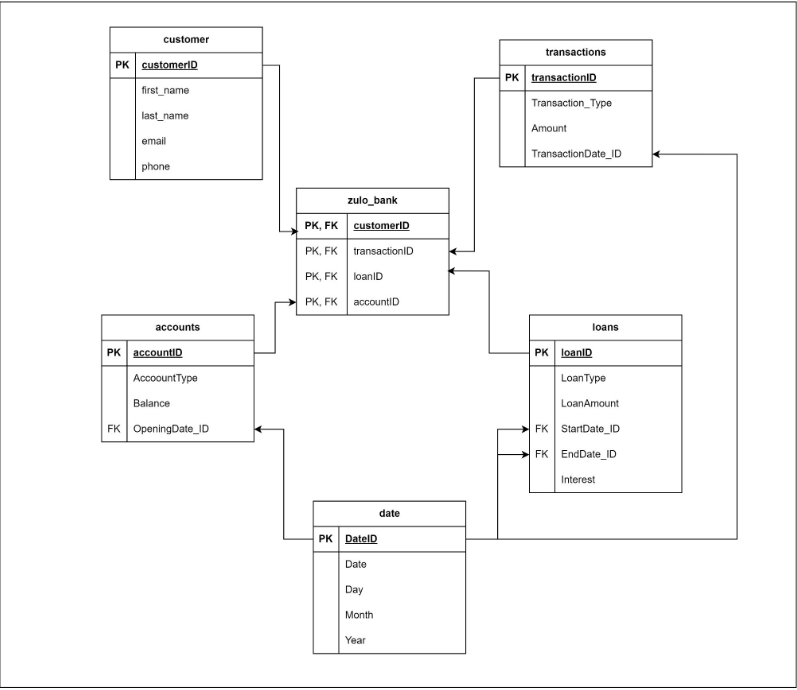 customer
PK customerID
first_name
last_name
email
phone
transactions
PK transactionID
Transaction_Type
Amount
TransactionDate_ID
zulo_bank
PK, FK customerID
PK, FK transactionID
PK, FK loanID
PK, FK accountID
accounts
PK accountID
AccoountType
Balance
FK OpeningDate_ID
loans
PK loanID
LoanType
LoanAmount
FK StartDate_ID
FK EndDate_ID
Interest
date
PK DateID
Date
Day
Month
Year